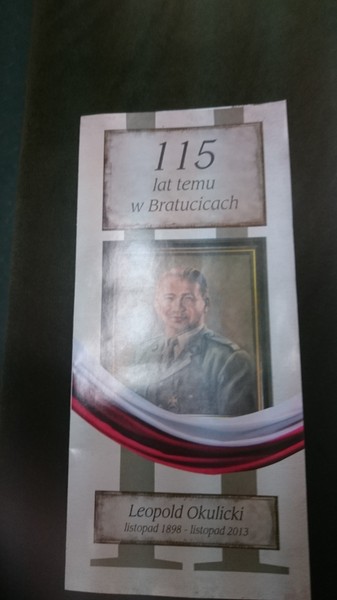 115
lat temu
w Bratucicach
Leopold Okulicki
listopad 1898 - listopad 2013